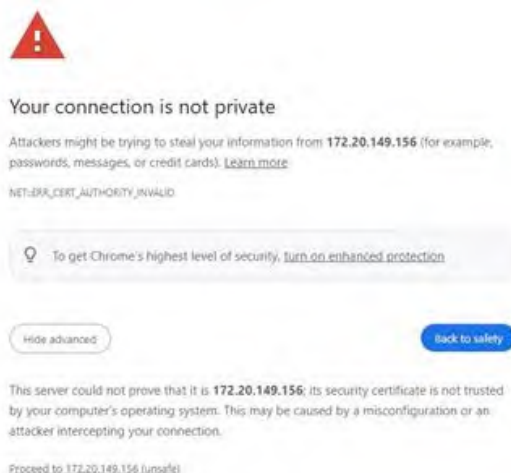 Your connection is not private
Attackers might be trying to steal your information from 172.20.149.156 (for example,
passwords, messages, or credit cards). Learn more
NET::ERR_CERT_AUTHORITY_INVALID
To get Chrome's highest level of security, turn on enhanced protection
Hide advanced
Back to safety
This server could not prove that it is 172.20.149.156; its security certificate is not trusted
by your computer's operating system. This may be caused by a misconfiguration or an
attacker intercepting your connection.
Proceed to 172.20.149.156 (unsafe)